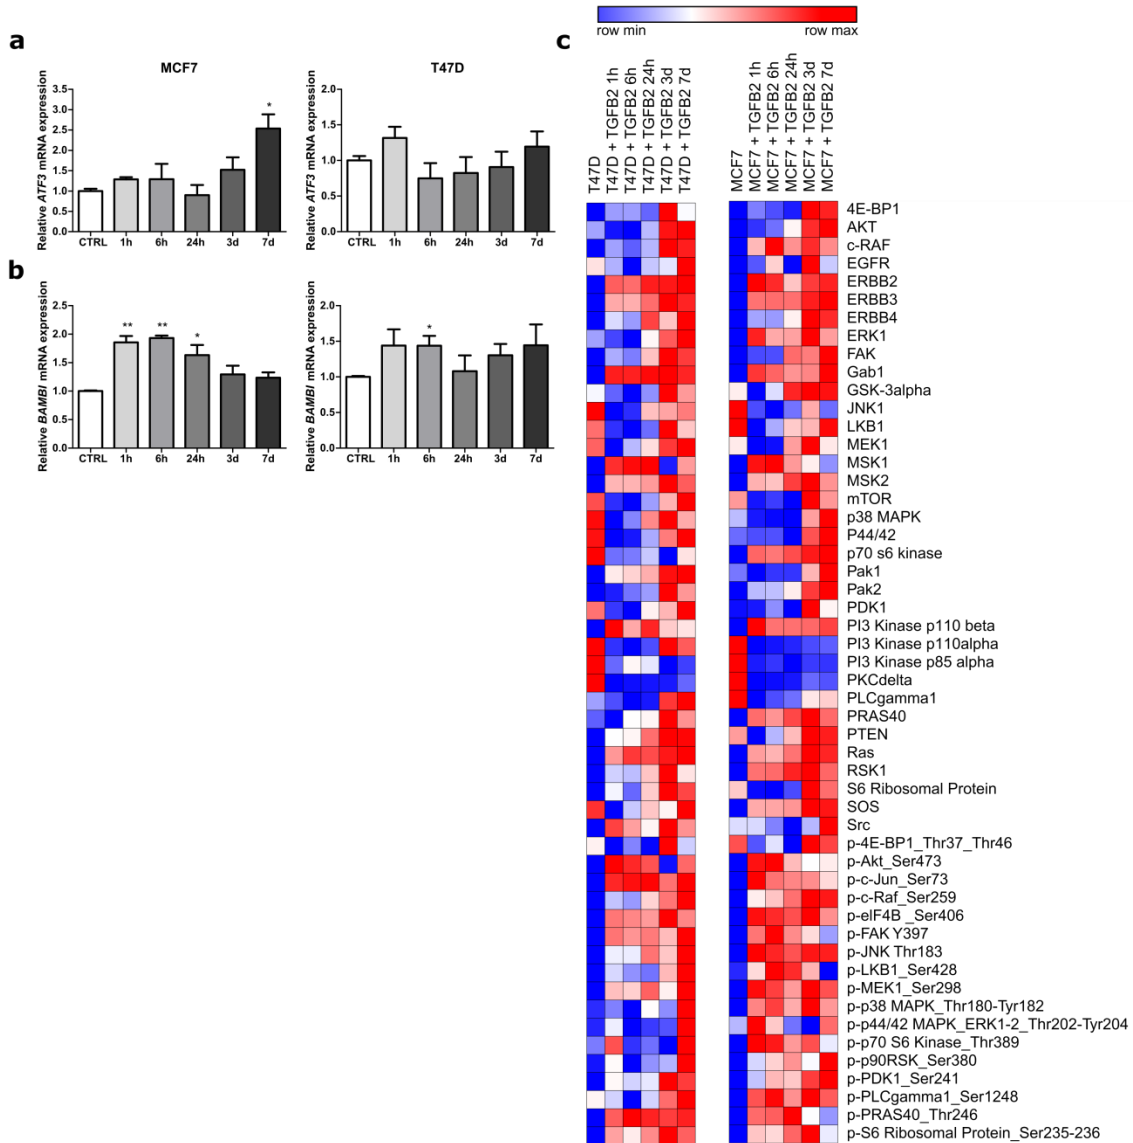 a
MCF7
Relative ATF3 mRNA expression
3.5
3.0
2.5
2.0
1.5
1.0
0.5
0.0
*
CTRL 1h 6h 24h 3d 7d
T47D
Relative ATF3 mRNA expression
2.0
1.5
1.0
0.5
0.0
CTRL 1h 6h 24h 3d 7d
b
Relative BAMBI mRNA expression
2.5
2.0
1.5
1.0
0.5
0.0
** ** *
CTRL 1h 6h 24h 3d 7d
Relative BAMBI mRNA expression
2.0
1.5
1.0
0.5
0.0
*
CTRL 1h 6h 24h 3d 7d
c
row min row max
T47D
T47D + TGFB2 1h
T47D + TGFB2 6h
T47D + TGFB2 24h
T47D + TGFB2 3d
T47D + TGFB2 7d
MCF7
MCF7 + TGFB2 1h
MCF7 + TGFB2 6h
MCF7 + TGFB2 24h
MCF7 + TGFB2 3d
MCF7 + TGFB2 7d
4E-BP1
AKT
c-RAF
EGFR
ERBB2
ERBB3
ERBB4
ERK1
FAK
Gab1
GSK-3alpha
JNK1
LKB1
MEK1
MSK1
MSK2
mTOR
p38 MAPK
P44/42
p70 s6 kinase
Pak1
Pak2
PDK1
PI3 Kinase p110 beta
PI3 Kinase p110alpha
PI3 Kinase p85 alpha
PKCdelta
PLCgamma1
PRAS40
PTEN
Ras
RSK1
S6 Ribosomal Protein
SOS
Src
p-4E-BP1_Thr37_Thr46
p-Akt_Ser473
p-c-Jun_Ser73
p-c-Raf_Ser259
p-eIF4B _Ser406
p-FAK Y397
p-JNK Thr183
p-LKB1_Ser428
p-MEK1_Ser298
p-p38 MAPK_Thr180-Tyr182
p-p44/42 MAPK_ERK1-2_Thr202-Tyr204
p-p70 S6 Kinase_Thr389
p-p90RSK_Ser380
p-PDK1_Ser241
p-PLCgamma1_Ser1248
p-PRAS40_Thr246
p-S6 Ribosomal Protein_Ser235-236